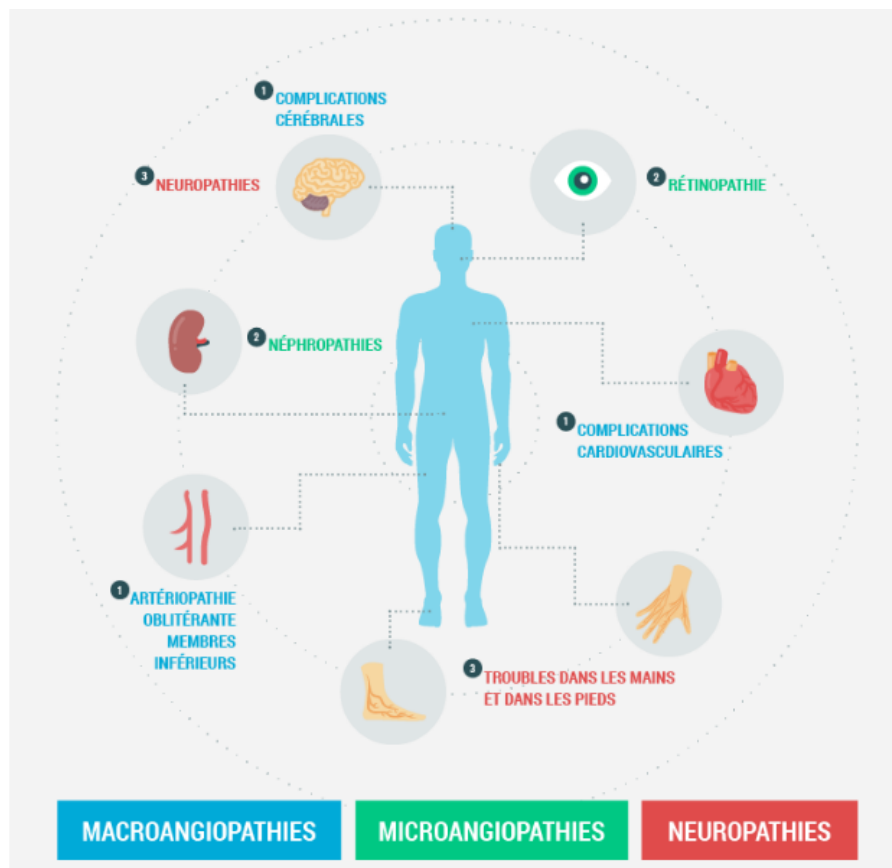 1 COMPLICATIONS
CÉRÉBRALES
3 NEUROPATHIES
2 RÉTINOPATHIE
2 NÉPHROPATHIES
1 COMPLICATIONS
CARDIOVASCULAIRES
1 ARTÉRIOPATHIE
OBLITÉRANTE
MEMBRES
INFÉRIEURS
3 TROUBLES DANS LES MAINS
ET DANS LES PIEDS
MACROANGIOPATHIES
MICROANGIOPATHIES
NEUROPATHIES